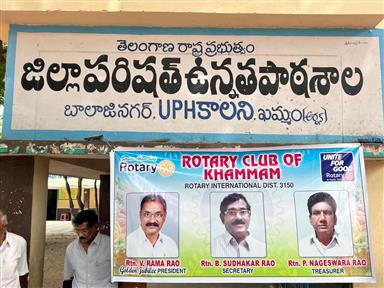 తెలంగాణ రాష్ట్ర ప్రభుత్వం
జిల్లాపరిషత్ ఉన్నతపాఠశాల
బాలాజినగర్. UPHకాలని. ఖమ్మం
Rotary
ROTARY CLUB OF
KHAMMAM
ROTARY INTERNATIONAL DIST. 3150
UNITE
FOR GOOD
Rotary
Rtn. V. RAMA RAO
Golden Jubilee PRESIDENT
Rtn. B. SUDHAKAR RAO
SECRETARY
Rtn. P. NAGESWARA RAO
TREASURER